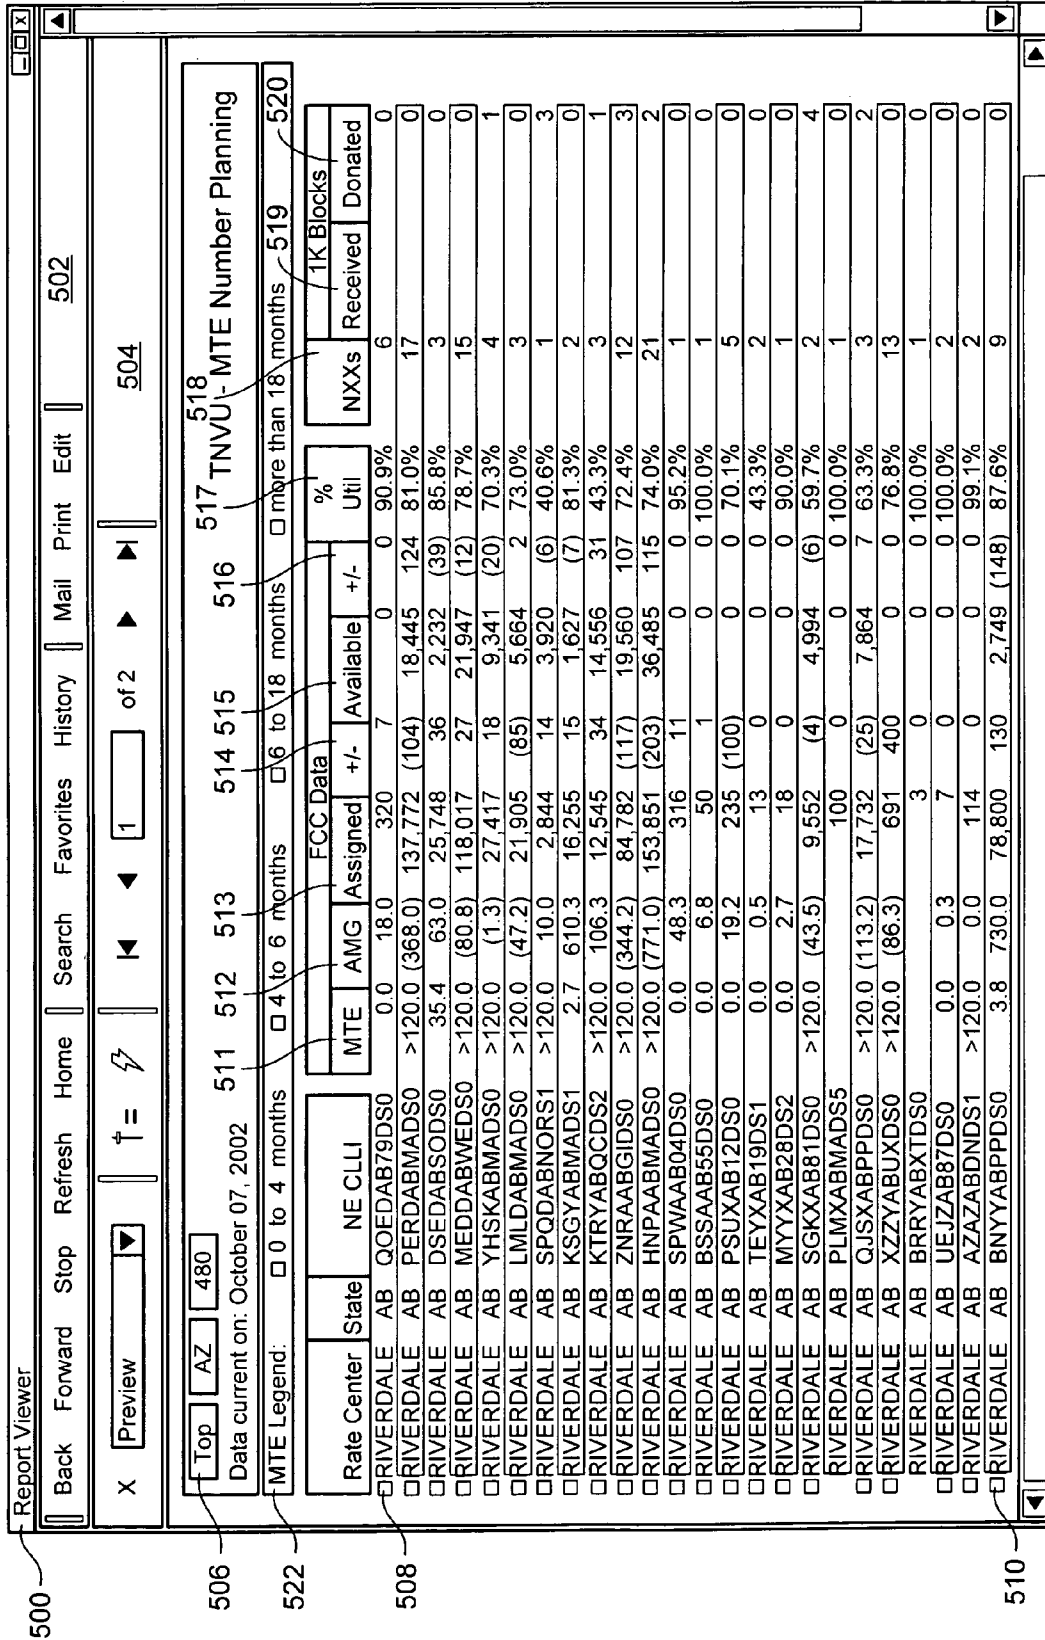 500
Report Viewer
Back Forward Stop Refresh Home Search Favorites History Mail Print Edit 502
X Preview 1 of 2 504
506 Top AZ 480 511 512 513 514 515 516 517 518 TNVU - MTE Number Planning
Data current on: October 07, 2002
522 MTE Legend: 0 to 4 months 4 to 6 months 6 to 18 months more than 18 months 519 520
FCC Data % 1K Blocks
Rate Center State NE CLLI MTE AMG Assigned +/- Available +/- Util NXXs Received Donated
508 RIVERDALE AB QOEDAB79DS0 0.0 18.0 320 7 0 0 90.9% 6 0
RIVERDALE AB PERDABMADS0 >120.0 (368.0) 137,772 (104) 18,445 124 81.0% 17 0
RIVERDALE AB DSEDABSODS0 35.4 63.0 25,748 36 2,232 (39) 85.8% 3 0
RIVERDALE AB MEDDABWEDS0 >120.0 (80.8) 118,017 27 21,947 (12) 78.7% 15 0
RIVERDALE AB YHSKABMADS0 >120.0 (1.3) 27,417 18 9,341 (20) 70.3% 4 1
RIVERDALE AB LMLDABMADS0 >120.0 (47.2) 21,905 (85) 5,664 2 73.0% 3 0
RIVERDALE AB SPQDABNORS1 >120.0 10.0 2,844 14 3,920 (6) 40.6% 1 3
RIVERDALE AB KSGYABMADS1 2.7 610.3 16,255 15 1,627 (7) 81.3% 2 0
RIVERDALE AB KTRYABQCDS2 >120.0 106.3 12,545 34 14,556 31 43.3% 3 1
RIVERDALE AB ZNRAABGIDS0 >120.0 (344.2) 84,782 (117) 19,560 107 72.4% 12 3
RIVERDALE AB HNPAABMADS0 >120.0 (771.0) 153,851 (203) 36,485 115 74.0% 21 2
RIVERDALE AB SPWAAB04DS0 0.0 48.3 316 11 0 0 95.2% 1 0
RIVERDALE AB BSSAAB55DS0 0.0 6.8 50 1 0 0 100.0% 1 0
RIVERDALE AB PSUXAB12DS0 0.0 19.2 235 (100) 0 0 70.1% 5 0
RIVERDALE AB TEYXAB19DS1 0.0 0.5 13 0 0 0 43.3% 2 0
RIVERDALE AB MYYXAB28DS2 0.0 2.7 18 0 0 0 90.0% 1 0
RIVERDALE AB SGKXAB81DS0 >120.0 (43.5) 9,552 (4) 4,994 (6) 59.7% 2 4
RIVERDALE AB PLMXABMADS5 100 0 0 0 100.0% 1 0
RIVERDALE AB QJSXABPPDS0 >120.0 (113.2) 17,732 (25) 7,864 7 63.3% 3 2
RIVERDALE AB XZZYABUXDS0 >120.0 (86.3) 691 400 0 0 76.8% 13 0
RIVERDALE AB BRRYABXTDS0 3 0 0 0 100.0% 1 0
RIVERDALE AB UEJZAB87DS0 0.0 0.3 7 0 0 0 100.0% 2 0
RIVERDALE AB AZAZABDNDS1 >120.0 0.0 114 0 0 0 99.1% 2 0
510 RIVERDALE AB BNYYABPPDS0 3.8 730.0 78,800 130 2,749 (148) 87.6% 9 0